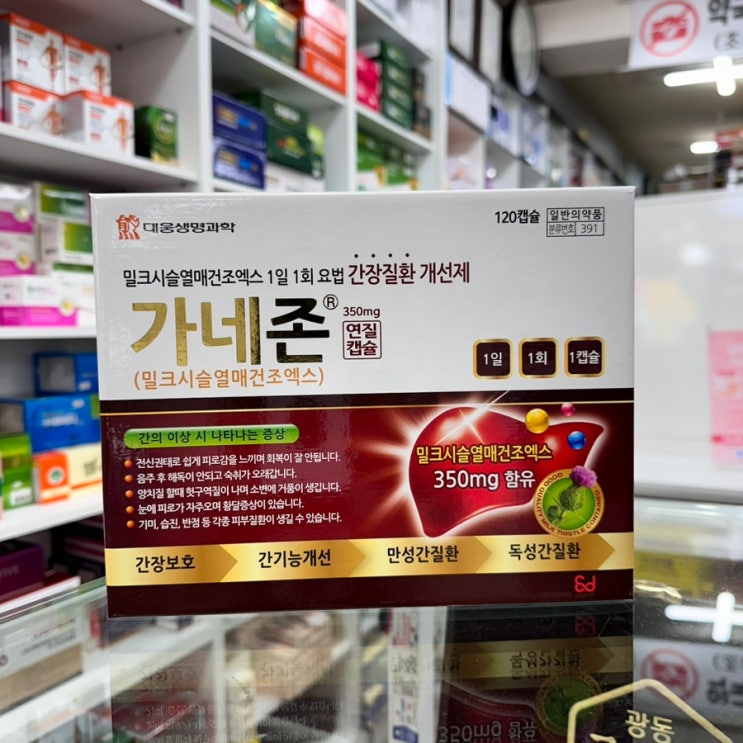 약
대웅생명과학
120캡슐
일반의약품
분류번호 391
밀크시슬열매건조엑스 1일 1회 요법 간장질환 개선제
가네존®
350mg
연질
캡슐
(밀크시슬열매건조엑스)
1일
1회
1캡슐
간의 이상 시 나타나는 증상
전신권태로 쉽게 피로감을 느끼며 회복이 잘 안됩니다.
음주 후 해독이 안되고 숙취가 오래갑니다.
양치질 할때 헛구역질이 나며 소변에 거품이 생깁니다.
눈에 피로가 자주오며 황달증상이 있습니다.
기미, 습진, 반점 등 각종 피부질환이 생길 수 있습니다.
밀크시슬열매건조엑스
350mg 함유
GOOD QUALITY MILK THISTLE CONTAINED
간장보호
간기능개선
만성간질환
독성간질환
350mg 함유
광동